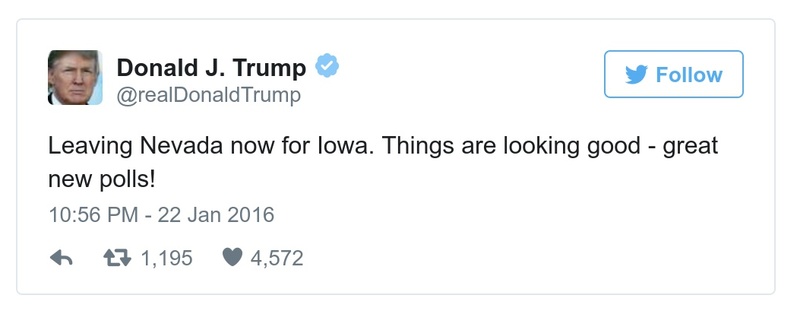 Donald J. Trump
@realDonaldTrump
Follow
Leaving Nevada now for Iowa. Things are looking good - great
new polls!
10:56 PM - 22 Jan 2016
1,195 4,572